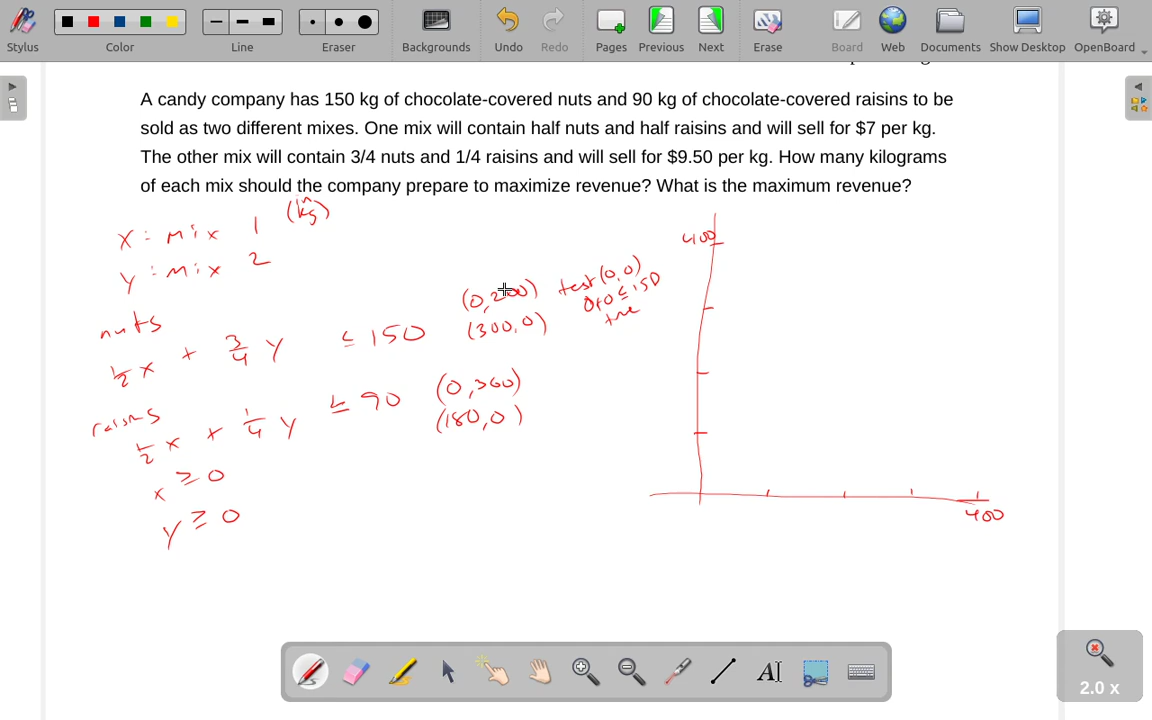 Stylus Color Line Eraser Backgrounds Undo Redo Pages Previous Next Erase Board Web Documents Show Desktop OpenBoard
A candy company has 150 kg of chocolate-covered nuts and 90 kg of chocolate-covered raisins to be
sold as two different mixes. One mix will contain half nuts and half raisins and will sell for $7 per kg.
The other mix will contain 3/4 nuts and 1/4 raisins and will sell for $9.50 per kg. How many kilograms
of each mix should the company prepare to maximize revenue? What is the maximum revenue?
x : mix 1 (in kg)
y : mix 2
nuts
1/2 x + 3/4 y ≤ 150
(0,200)
(300,0)
test (0,0)
0+0 ≤ 150
true
raisins
1/2 x + 1/4 y ≤ 90
(0,360)
(180,0)
x ≥ 0
y ≥ 0
400
400
2.0 x